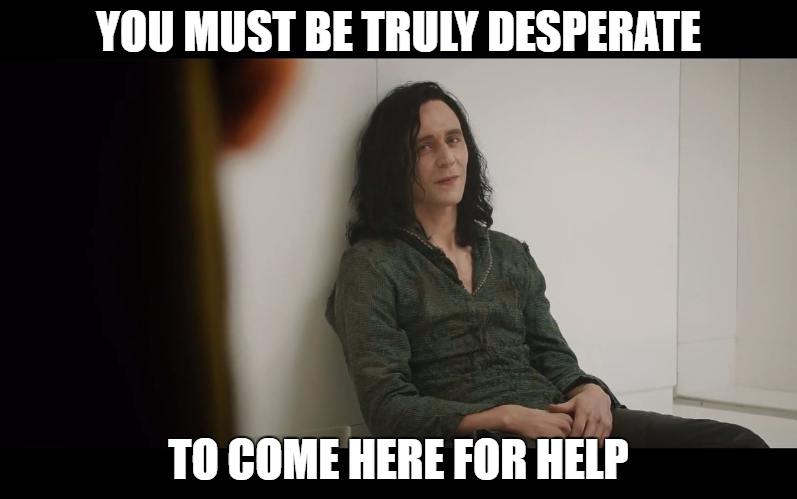 YOU MUST BE TRULY DESPERATE
TO COME HERE FOR HELP